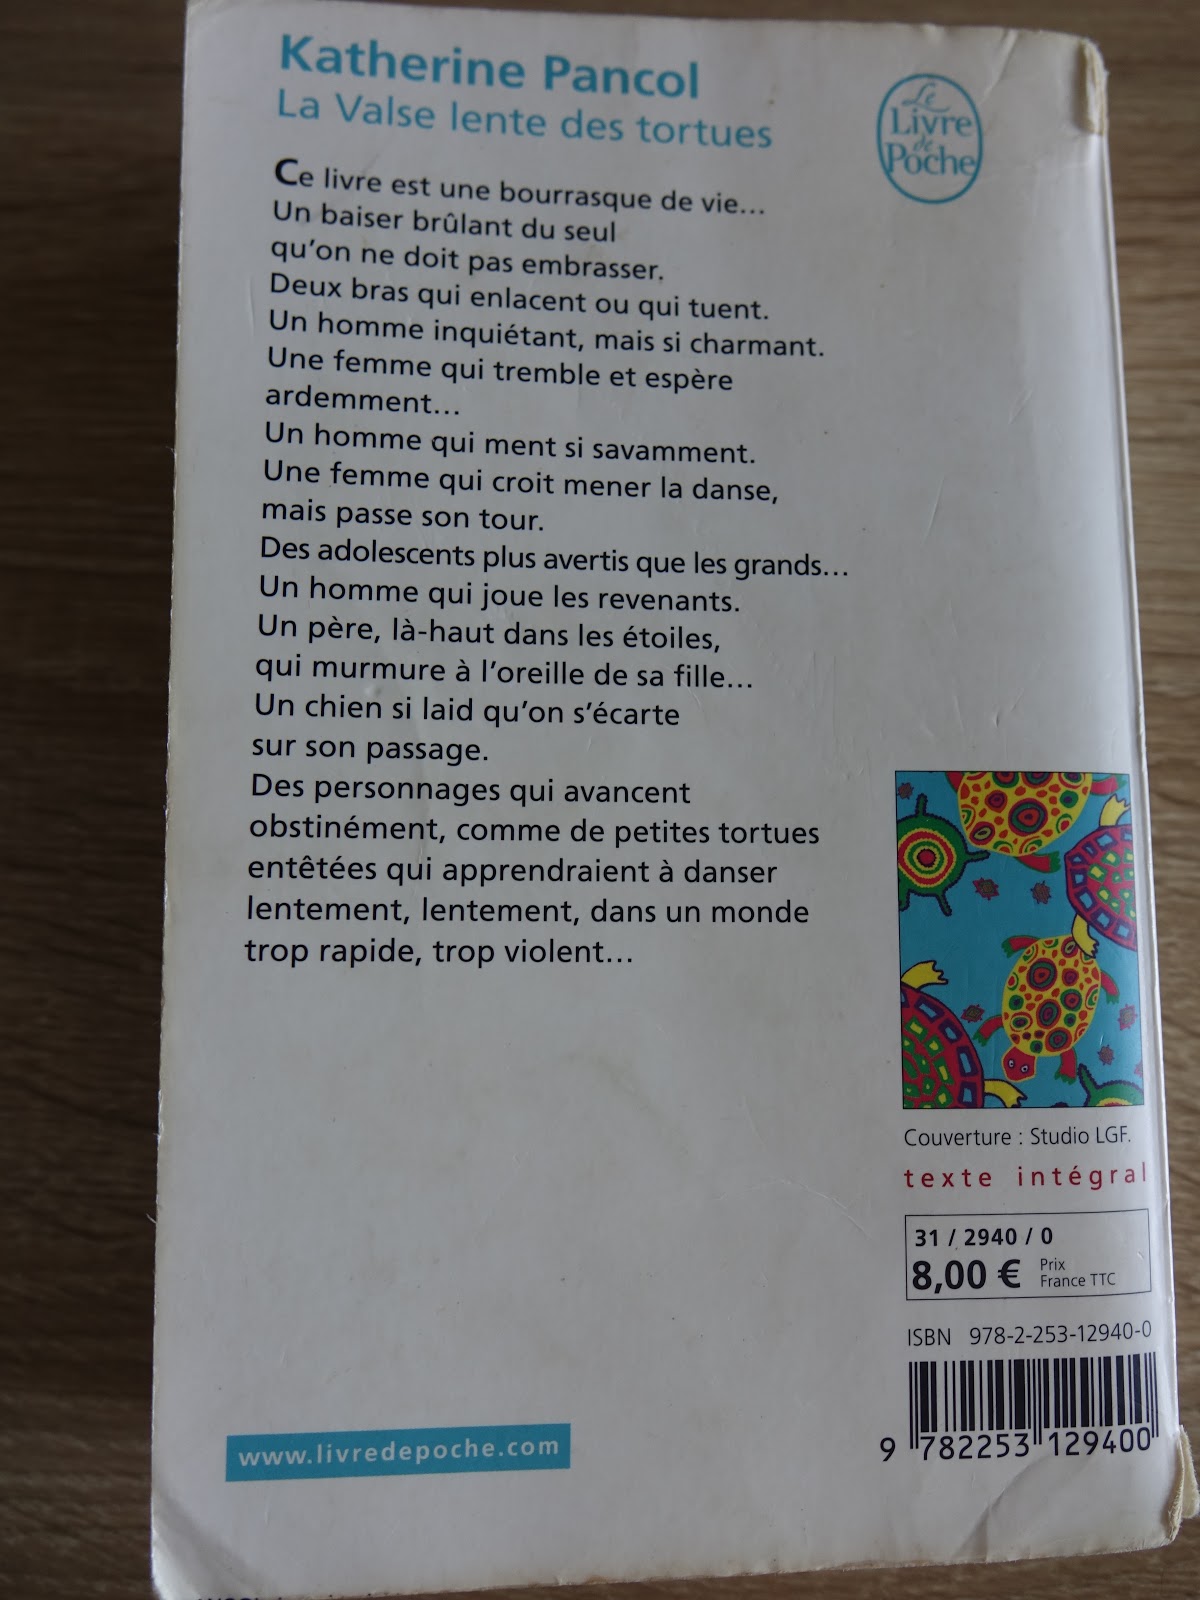 Katherine Pancol
La Valse lente des tortues
Le
Livre
de
Poche
Ce livre est une bourrasque de vie…
Un baiser brûlant du seul
qu'on ne doit pas embrasser.
Deux bras qui enlacent ou qui tuent.
Un homme inquiétant, mais si charmant.
Une femme qui tremble et espère
ardemment…
Un homme qui ment si savamment.
Une femme qui croit mener la danse,
mais passe son tour.
Des adolescents plus avertis que les grands…
Un homme qui joue les revenants.
Un père, là-haut dans les étoiles,
qui murmure à l'oreille de sa fille…
Un chien si laid qu'on s'écarte
sur son passage.
Des personnages qui avancent
obstinément, comme de petites tortues
entêtées qui apprendraient à danser
lentement, lentement, dans un monde
trop rapide, trop violent…
Couverture : Studio LGF.
texte intégral
31 / 2940 / 0
8,00 € Prix
France TTC
ISBN 978-2-253-12940-0
9 782253 129400
www.livredepoche.com